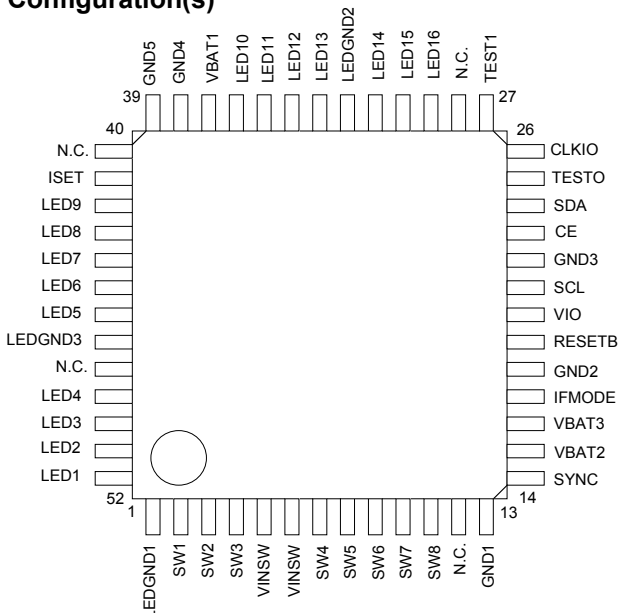 Configuration(s)
GND5
GND4
VBAT1
LED10
LED11
LED12
LED13
LEDGND2
LED14
LED15
LED16
N.C.
TEST1
39
27
40
26
N.C.
ISET
LED9
LED8
LED7
LED6
LED5
LEDGND3
N.C.
LED4
LED3
LED2
LED1
CLKIO
TESTO
SDA
CE
GND3
SCL
VIO
RESETB
GND2
IFMODE
VBAT3
VBAT2
SYNC
52
14
1
13
LEDGND1
SW1
SW2
SW3
VINSW
VINSW
SW4
SW5
SW6
SW7
SW8
N.C.
GND1